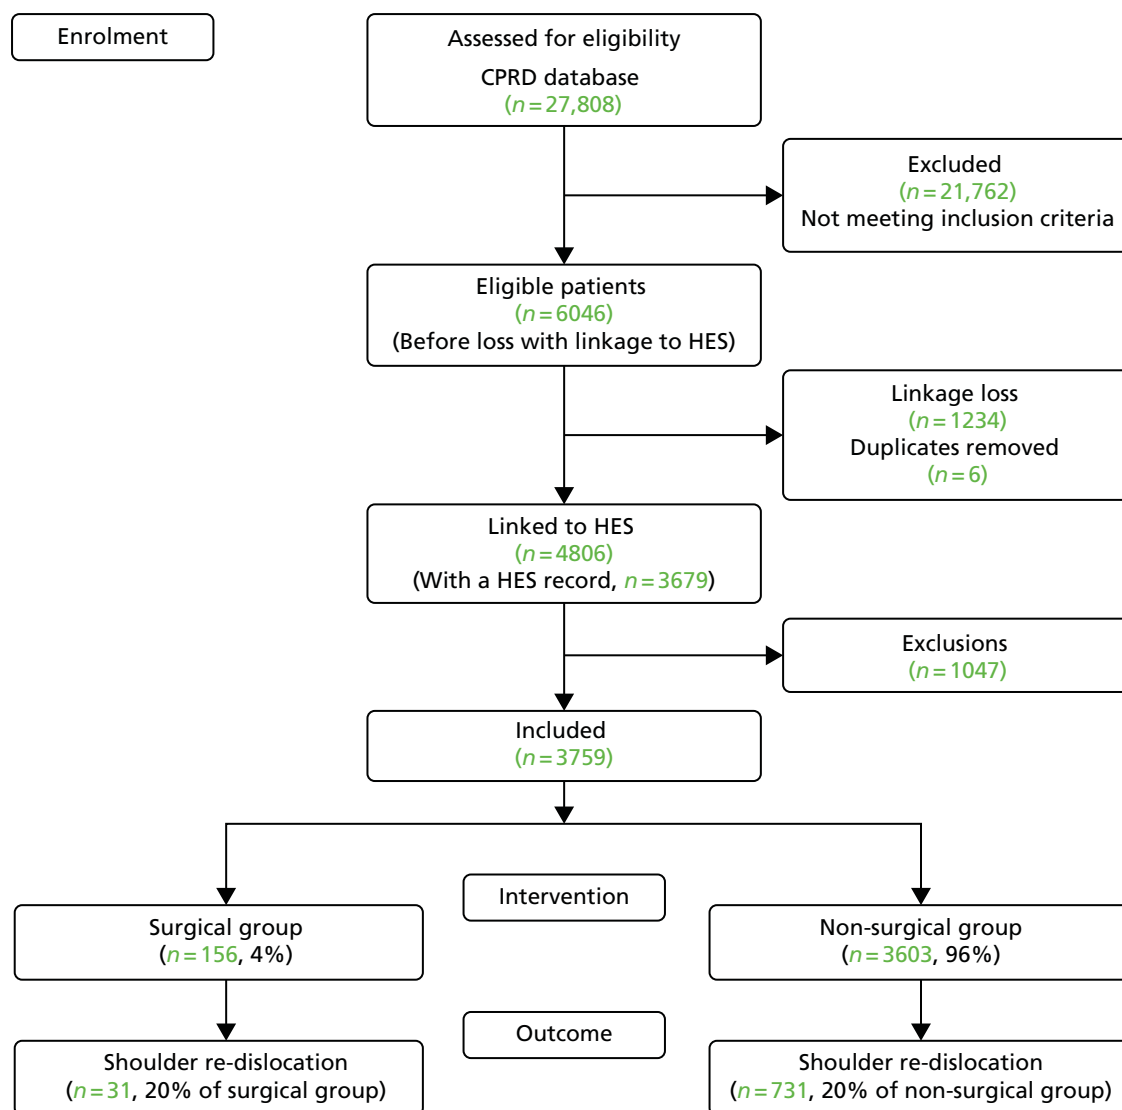 Enrolment
Assessed for eligibility
CPRD database
(n=27,808)
Excluded
(n=21,762)
Not meeting inclusion criteria
Eligible patients
(n=6046)
(Before loss with linkage to HES)
Linkage loss
(n=1234)
Duplicates removed
(n=6)
Linked to HES
(n=4806)
(With a HES record, n=3679)
Exclusions
(n=1047)
Included
(n=3759)
Intervention
Surgical group
(n=156, 4%)
Non-surgical group
(n=3603, 96%)
Outcome
Shoulder re-dislocation
(n=31, 20% of surgical group)
Shoulder re-dislocation
(n=731, 20% of non-surgical group)